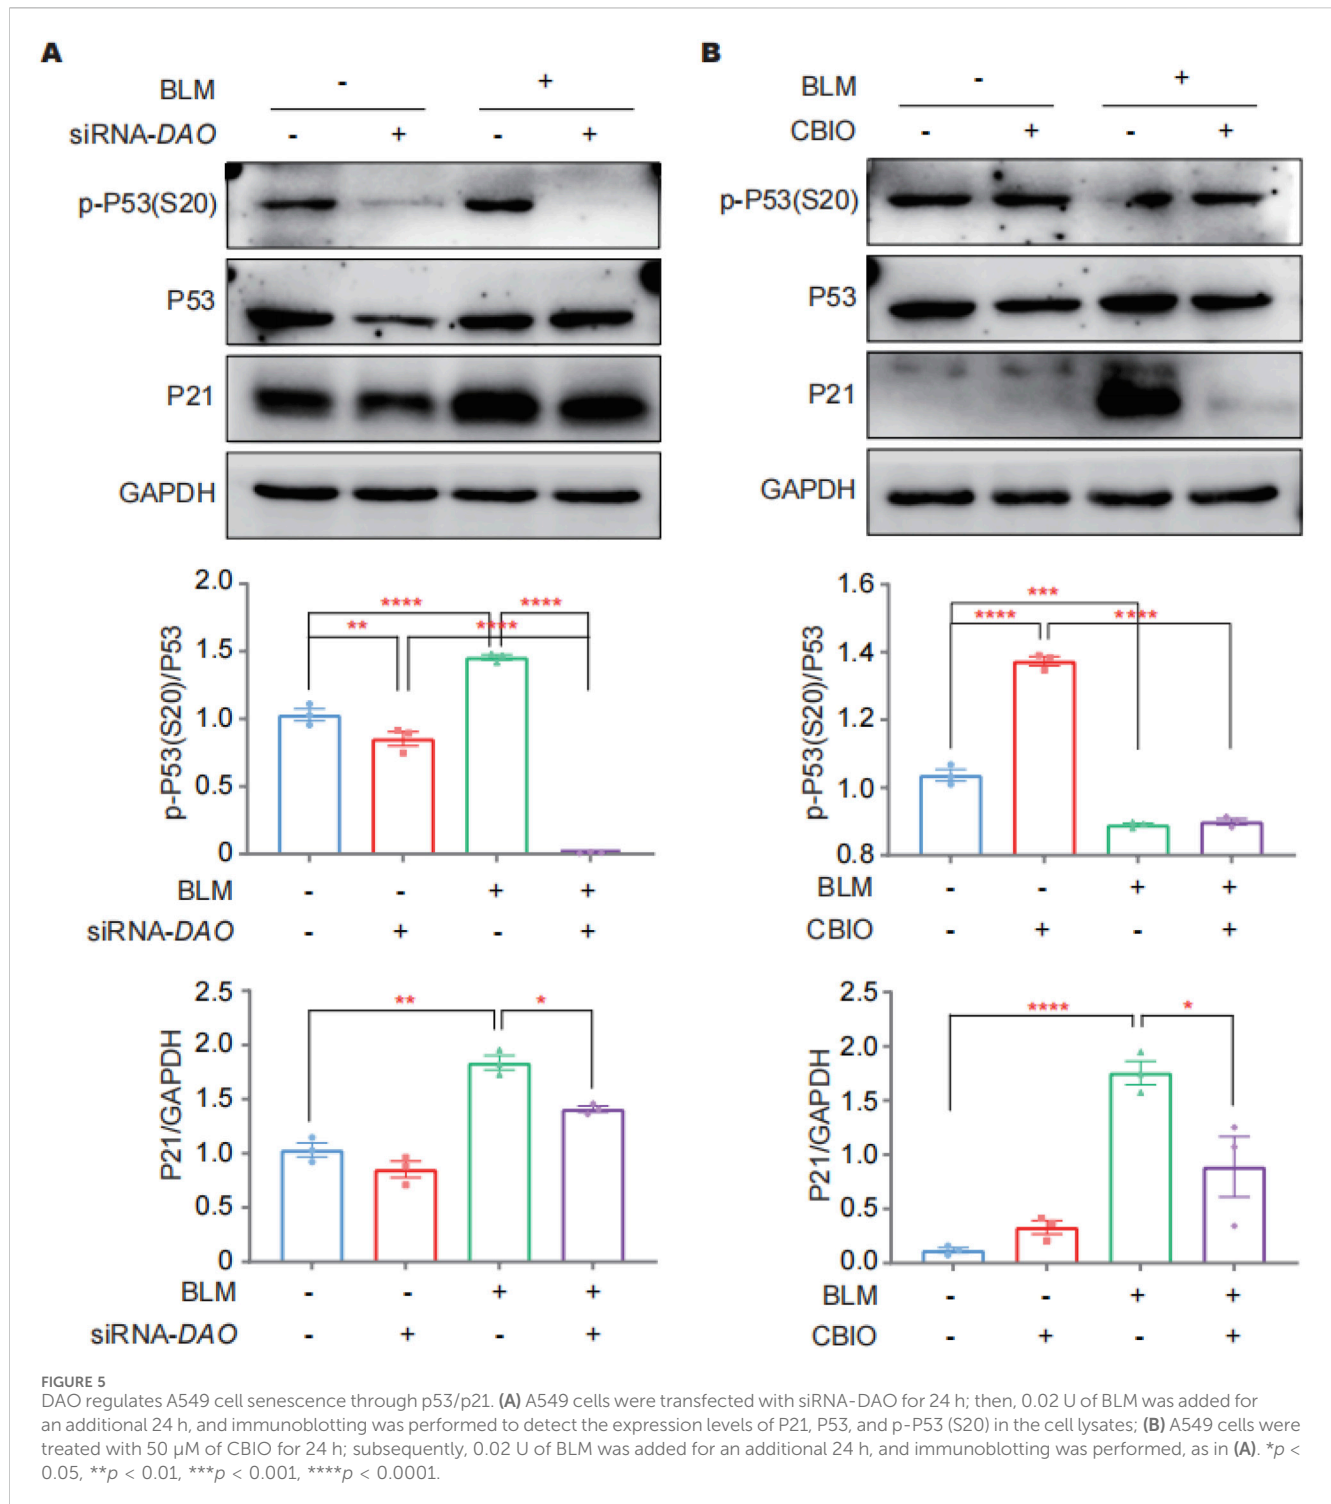 A
BLM - +
siRNA-DAO - + - +
p-P53(S20)
P53
P21
GAPDH
2.0
1.5
1.0
0.5
0
p-P53(S20)/P53
**** ****
** ****
BLM - - + +
siRNA-DAO - + - +
2.5
2.0
1.5
1.0
0.5
0
P21/GAPDH
** *
BLM - - + +
siRNA-DAO - + - +
B
BLM - +
CBIO - + - +
p-P53(S20)
P53
P21
GAPDH
1.6
1.4
1.2
1.0
0.8
p-P53(S20)/P53
***
**** ****
BLM - - + +
CBIO - + - +
2.5
2.0
1.5
1.0
0.5
0.0
P21/GAPDH
**** *
BLM - - + +
CBIO - + - +
FIGURE 5
DAO regulates A549 cell senescence through p53/p21. (A) A549 cells were transfected with siRNA-DAO for 24 h; then, 0.02 U of BLM was added for
an additional 24 h, and immunoblotting was performed to detect the expression levels of P21, P53, and p-P53 (S20) in the cell lysates; (B) A549 cells were
treated with 50 μM of CBIO for 24 h; subsequently, 0.02 U of BLM was added for an additional 24 h, and immunoblotting was performed, as in (A). *p <
0.05, **p < 0.01, ***p < 0.001, ****p < 0.0001.